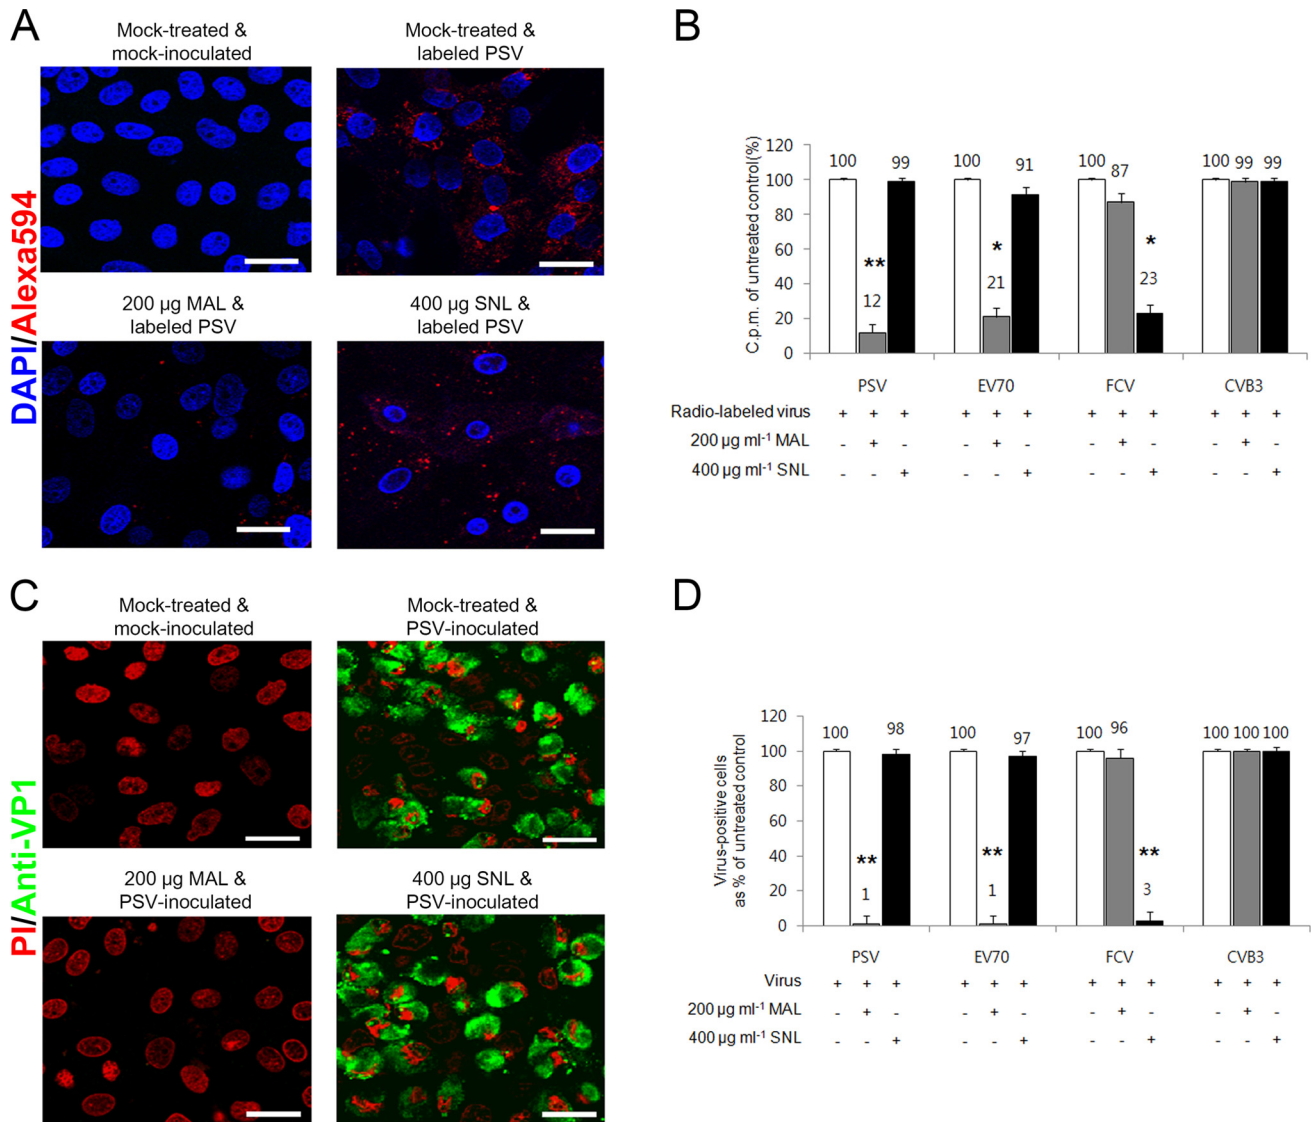 A
Mock-treated &
mock-inoculated
Mock-treated &
labeled PSV
200 µg MAL &
labeled PSV
400 µg SNL &
labeled PSV
DAPI/Alexa594
B
C.p.m. of untreated control(%)
120
100
80
60
40
20
0
100 12 99 100 21 91 100 87 23 100 99 99
** * *
PSV EV70 FCV CVB3
Radio-labeled virus + + + + + + + + + + + +
200 µg ml-1 MAL - + - - + - - + - - + -
400 µg ml-1 SNL - - + - - + - - + - - +
C
Mock-treated &
mock-inoculated
Mock-treated &
PSV-inoculated
200 µg MAL &
PSV-inoculated
400 µg SNL &
PSV-inoculated
PI/Anti-VP1
D
Virus-positive cells
as % of untreated control
120
100
80
60
40
20
0
100 1 98 100 1 97 100 96 3 100 100 100
** ** **
PSV EV70 FCV CVB3
Virus + + + + + + + + + + + +
200 µg ml-1 MAL - + - - + - - + - - + -
400 µg ml-1 SNL - - + - - + - - + - - +